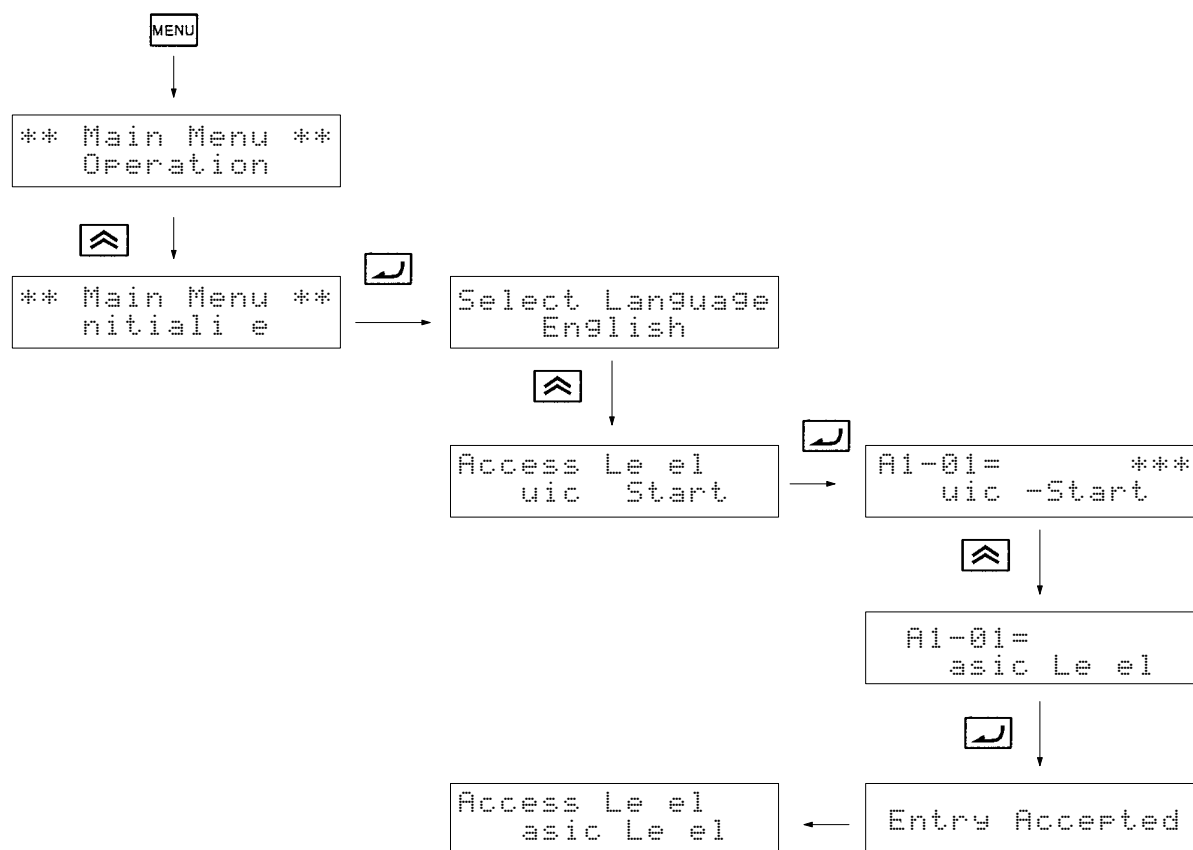 MENU
** Main Menu **
Operation
** Main Menu **
nitiali e
Select Language
English
Access Le el
uic  Start
A1-01= ***
uic -Start
A1-01=
asic Le el
Entry Accepted
Access Le el
asic Le el